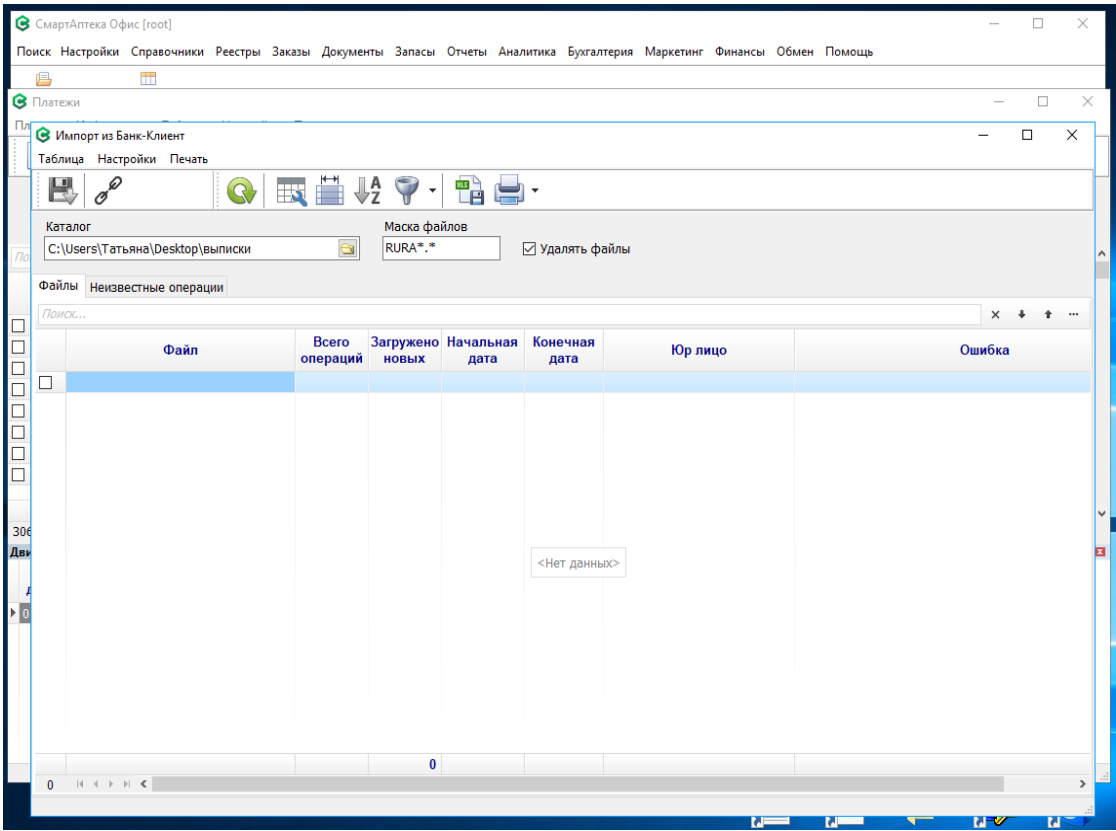 СмартАптека Офис [root]
Поиск Настройки Справочники Реестры Заказы Документы Запасы Отчеты Аналитика Бухгалтерия Маркетинг Финансы Обмен Помощь
Платежи
Импорт из Банк-Клиент
Таблица Настройки Печать
Каталог Маска файлов
C:\Users\Татьяна\Desktop\выписки RURA*.* Удалять файлы
Файлы Неизвестные операции
Поиск...
Файл Всего операций Загружено новых Начальная дата Конечная дата Юр лицо Ошибка
306
<Нет данных>
0
0